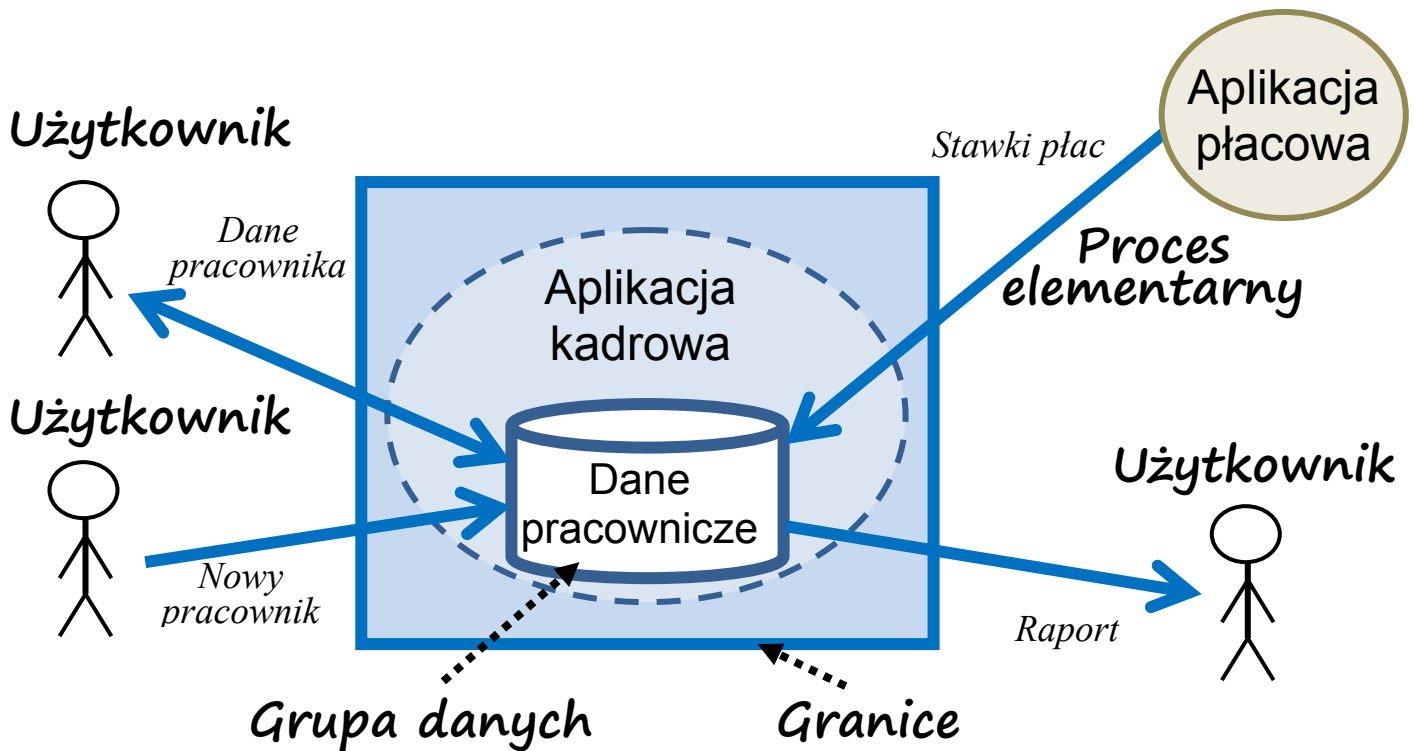 Użytkownik
Dane
pracownika
Użytkownik
Nowy
pracownik
Aplikacja
kadrowa
Dane
pracownicze
Grupa danych
Granice
Aplikacja
płacowa
Stawki płac
Proces
elementarny
Użytkownik
Raport